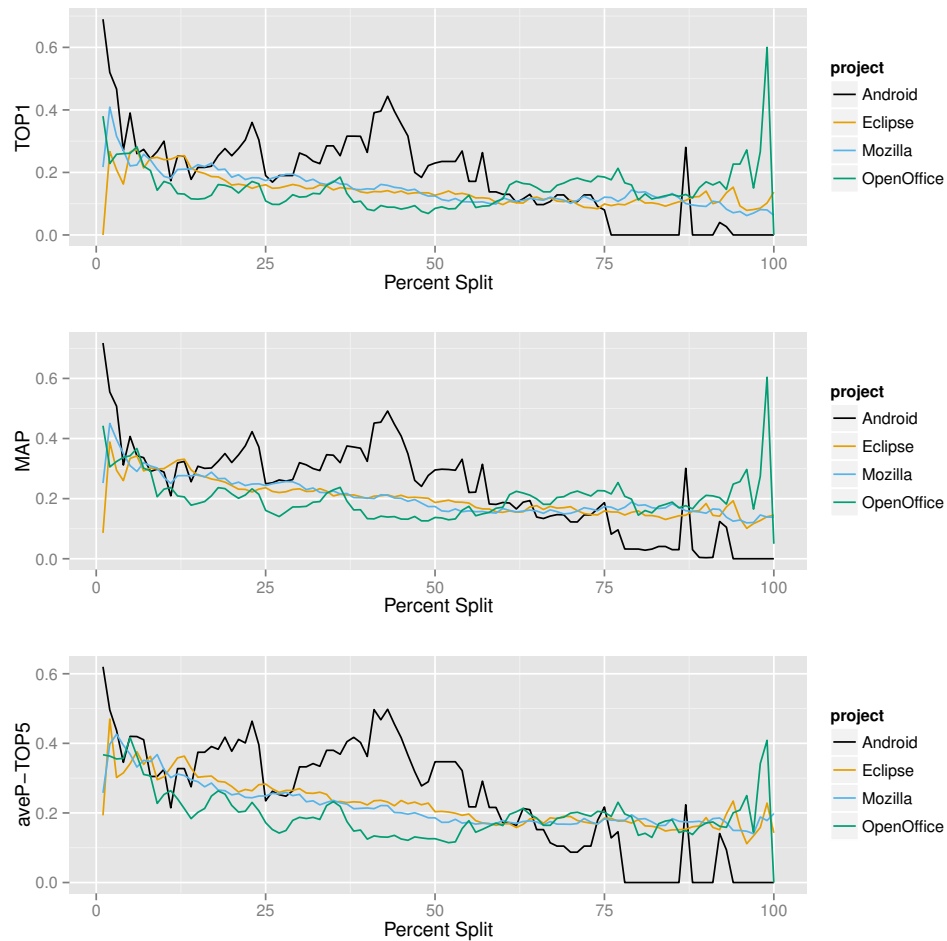 TOP1
0.6
0.4
0.2
0.0
0 25 50 75 100
Percent Split
project
Android
Eclipse
Mozilla
OpenOffice
MAP
0.6
0.4
0.2
0.0
0 25 50 75 100
Percent Split
project
Android
Eclipse
Mozilla
OpenOffice
aveP−TOP5
0.6
0.4
0.2
0.0
0 25 50 75 100
Percent Split
project
Android
Eclipse
Mozilla
OpenOffice